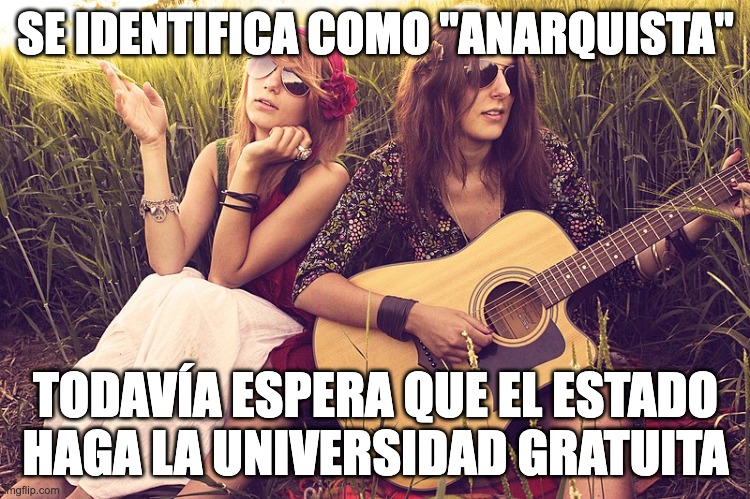 SE IDENTIFICA COMO "ANARQUISTA"
TODAVÍA ESPERA QUE EL ESTADO
HAGA LA UNIVERSIDAD GRATUITA
imgflip.com